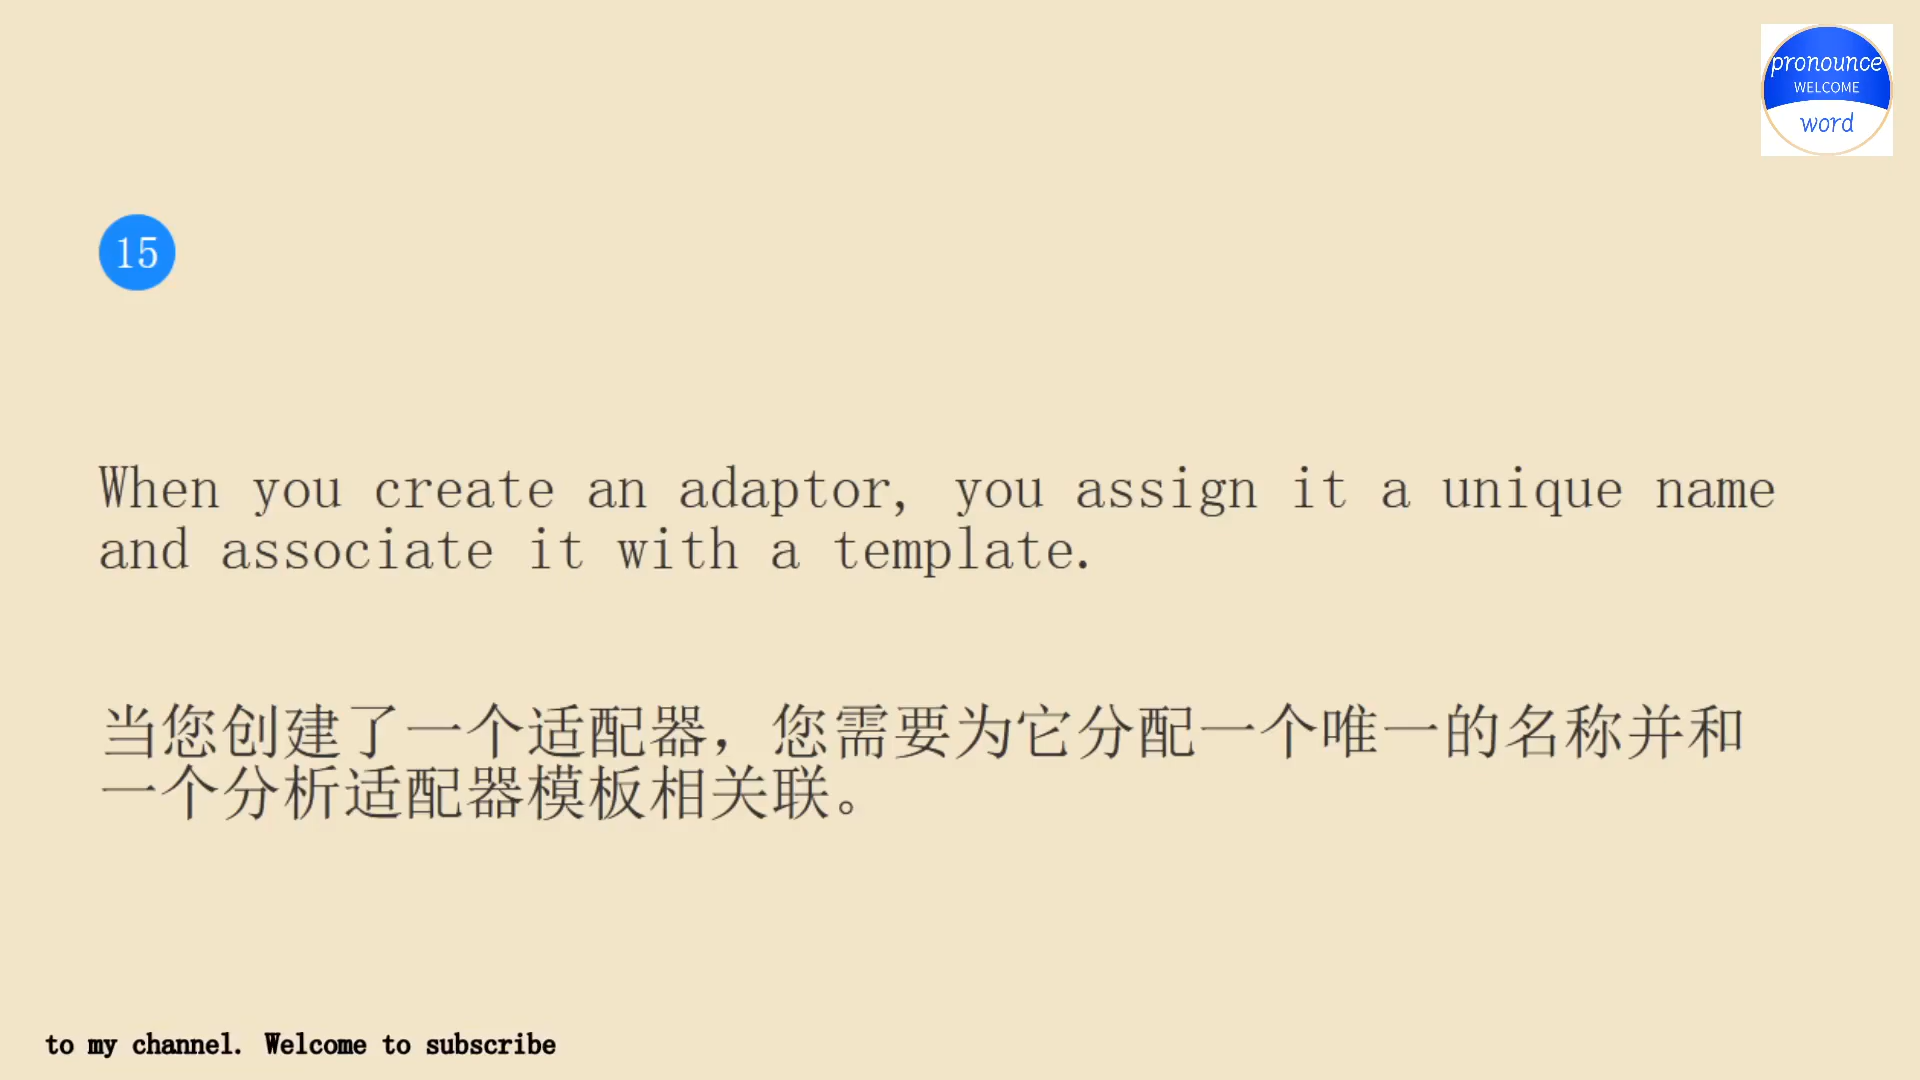 pronounce
WELCOME
word
15
When you create an adaptor, you assign it a unique name
and associate it with a template.
当您创建了一个适配器，您需要为它分配一个唯一的名称并和
一个分析适配器模板相关联。
to my channel. Welcome to subscribe